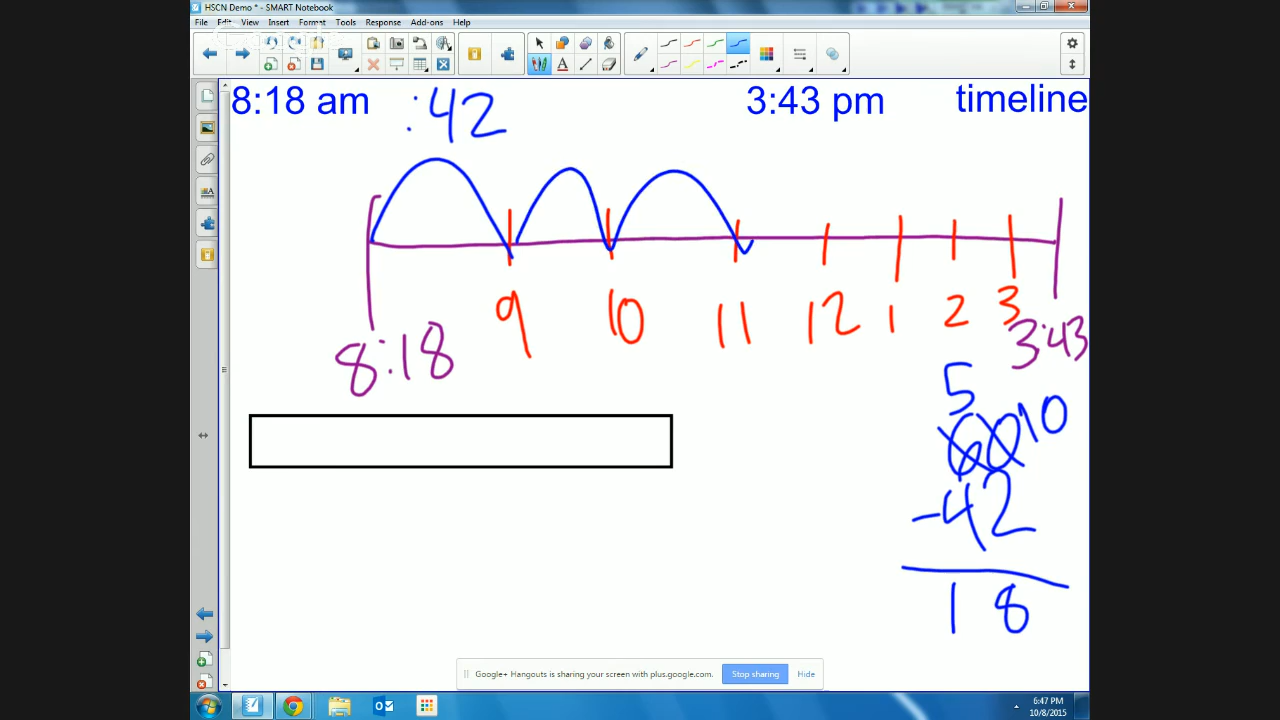 HSCN Demo * - SMART Notebook
File Edit View Insert Format Tools Response Add-ons Help
8:18 am :42 3:43 pm timeline
9 10 11 12 1 2 3
8:18 3:43
5
60 10
-42
18
Google+ Hangouts is sharing your screen with plus.google.com. Stop sharing Hide
6:47 PM
10/8/2015